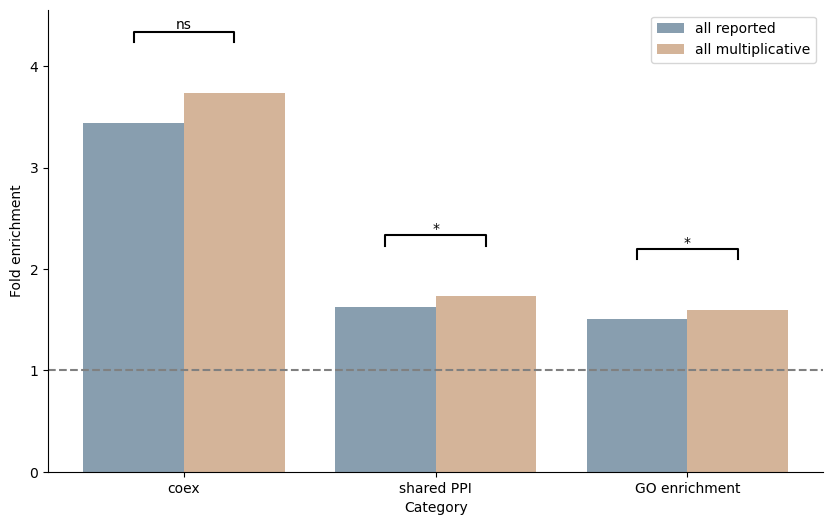 ns
all reported
all multiplicative
4
3
*
*
2
1
0
Fold enrichment
coex
shared PPI
GO enrichment
Category